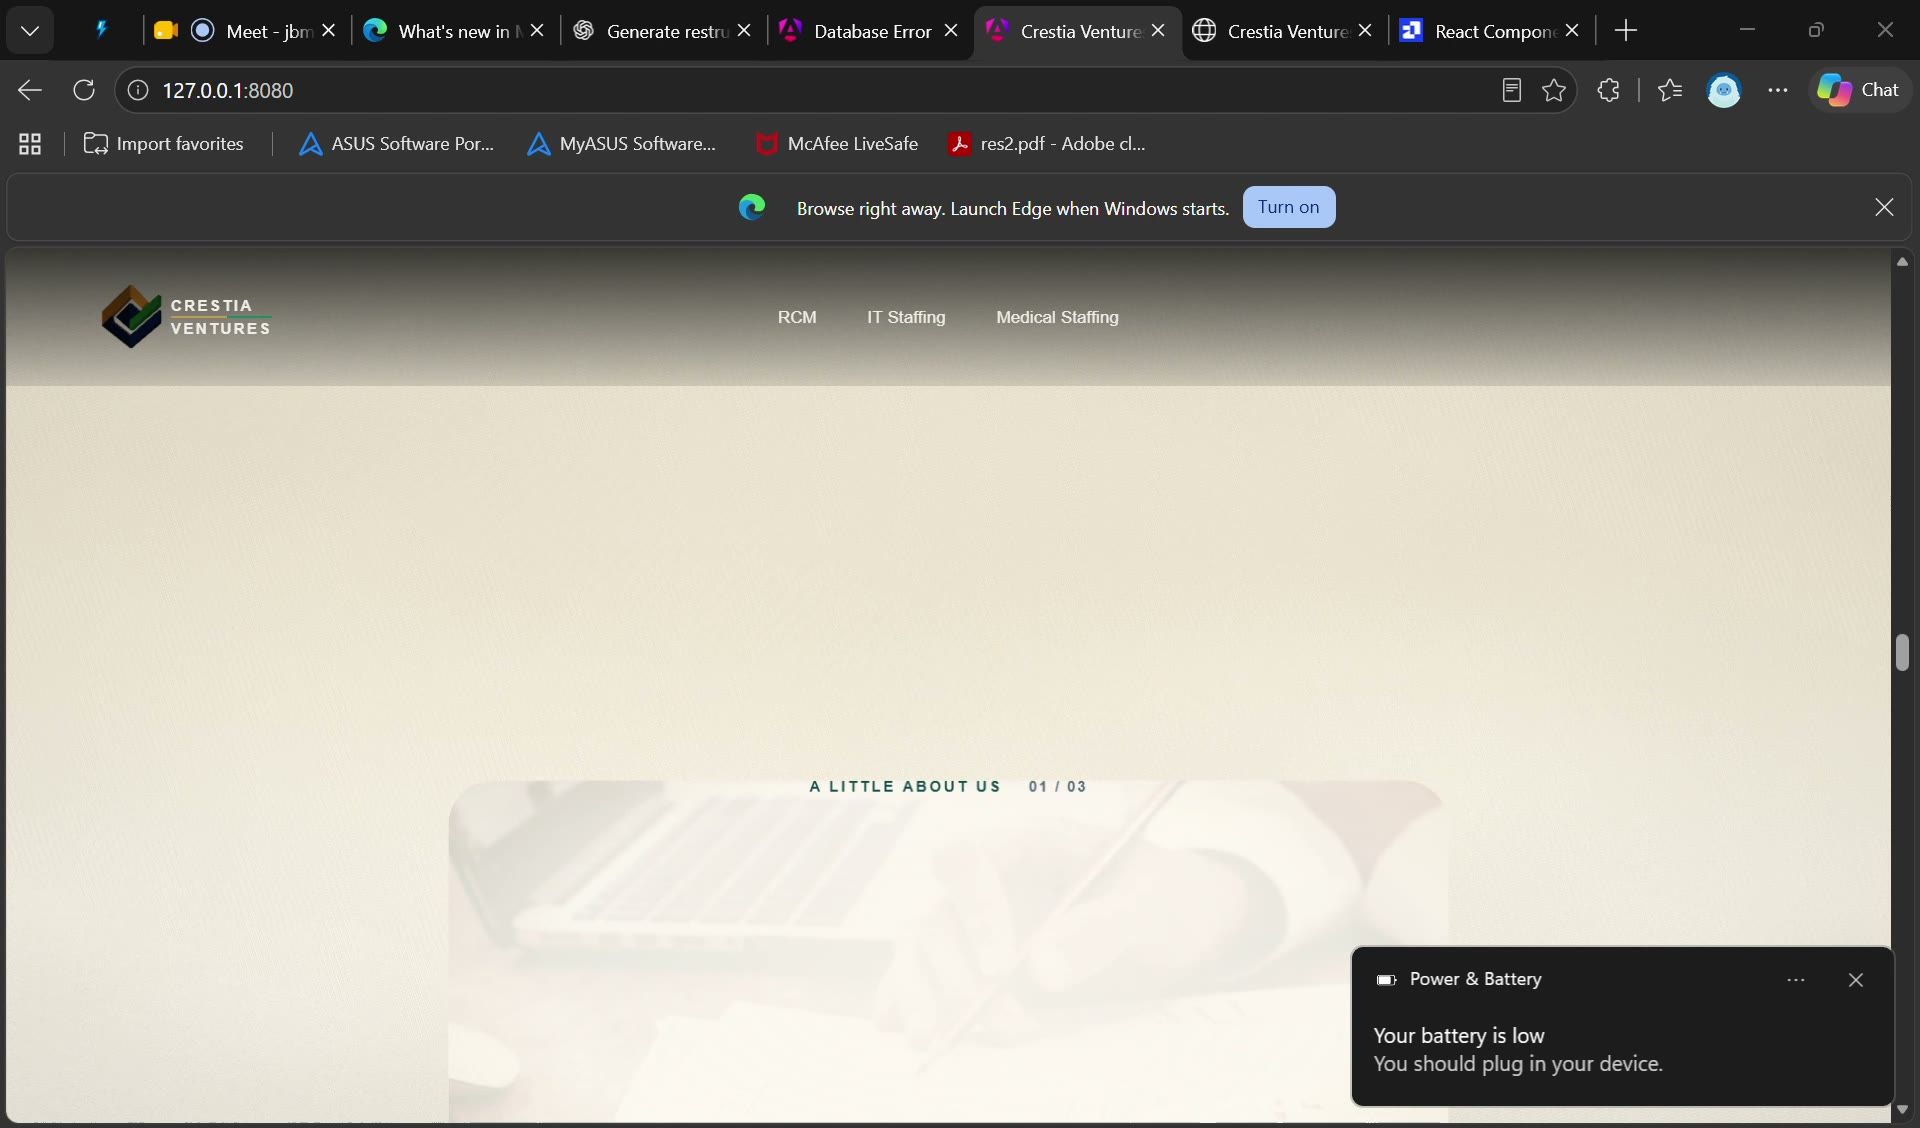 Meet - jbm
What's new in
Generate restru
Database Error
Crestia Venture
Crestia Venture
React Compone
127.0.0.1:8080
Chat
Import favorites
ASUS Software Por...
MyASUS Software...
McAfee LiveSafe
res2.pdf - Adobe cl...
Browse right away. Launch Edge when Windows starts.
Turn on
CRESTIA
VENTURES
RCM
IT Staffing
Medical Staffing
A LITTLE ABOUT US 01 / 03
Power & Battery
Your battery is low
You should plug in your device.